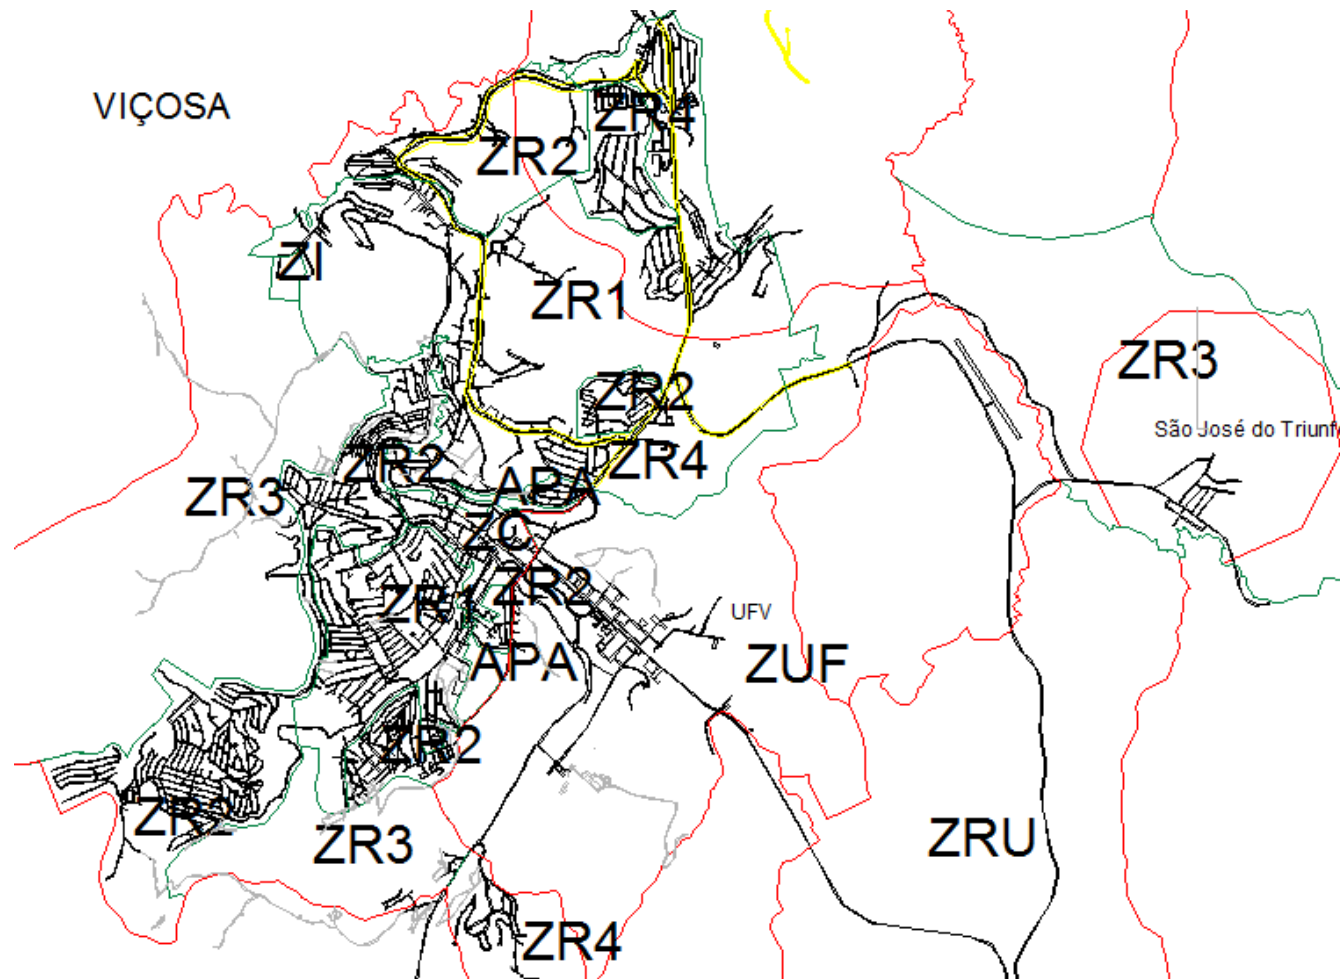 VIÇOSA
ZR4
ZR2
ZI
ZR1
ZR3
ZR2
São José do Triunf
ZR2
ZR4
ZR3
APA
ZC
ZR2
ZR1
UFV
APA
ZUF
ZR2
ZR2
ZR3
ZRU
ZR4